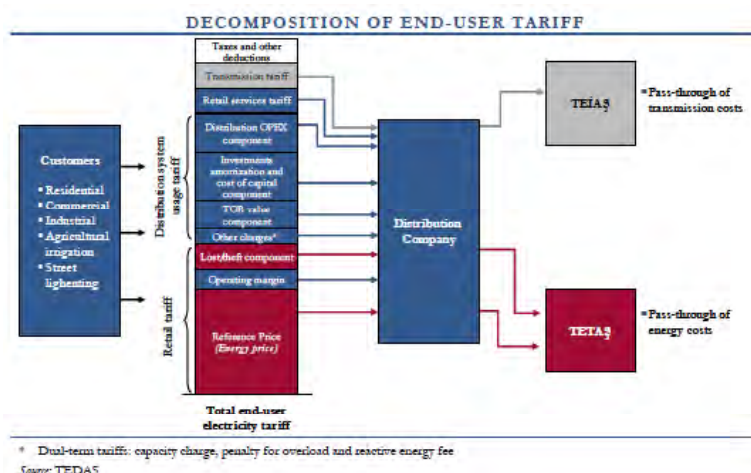 DECOMPOSITION OF END-USER TARIFF
Taxes and other
deductions
Transmission tariff
Retail services tariff
Distribution OPEX
component
Investments
amortization and
cost of capital
component
TOR value
component
Other charges*
Lost/theft component
Operating margin
Reference Price
(Energy price)
Total end-user
electricity tariff
Customers
▪ Residential
▪ Commercial
▪ Industrial
▪ Agricultural
irrigation
▪ Street
lighenting
Distribution system
usage tariff
Retail tariff
Distribution
Company
TEİAŞ
▪ Pass-through of
transmission costs
TETAŞ
▪ Pass-through of
energy costs
* Dual-term tariffs: capacity charge, penalty for overload and reactive energy fee
Source: TEDAŞ